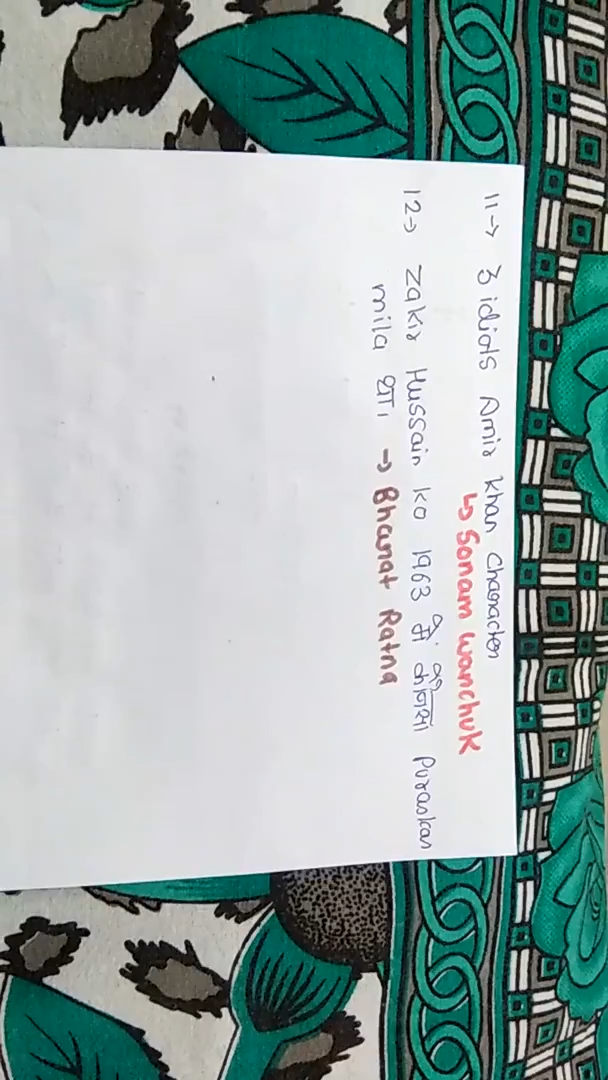 11→ 3 idiots Amir Khan Character
↳ Sonam wanchuk
12→ Zakir Hussain ko 1963 में कौनसा Puraskar
mila था। → Bharat Ratna